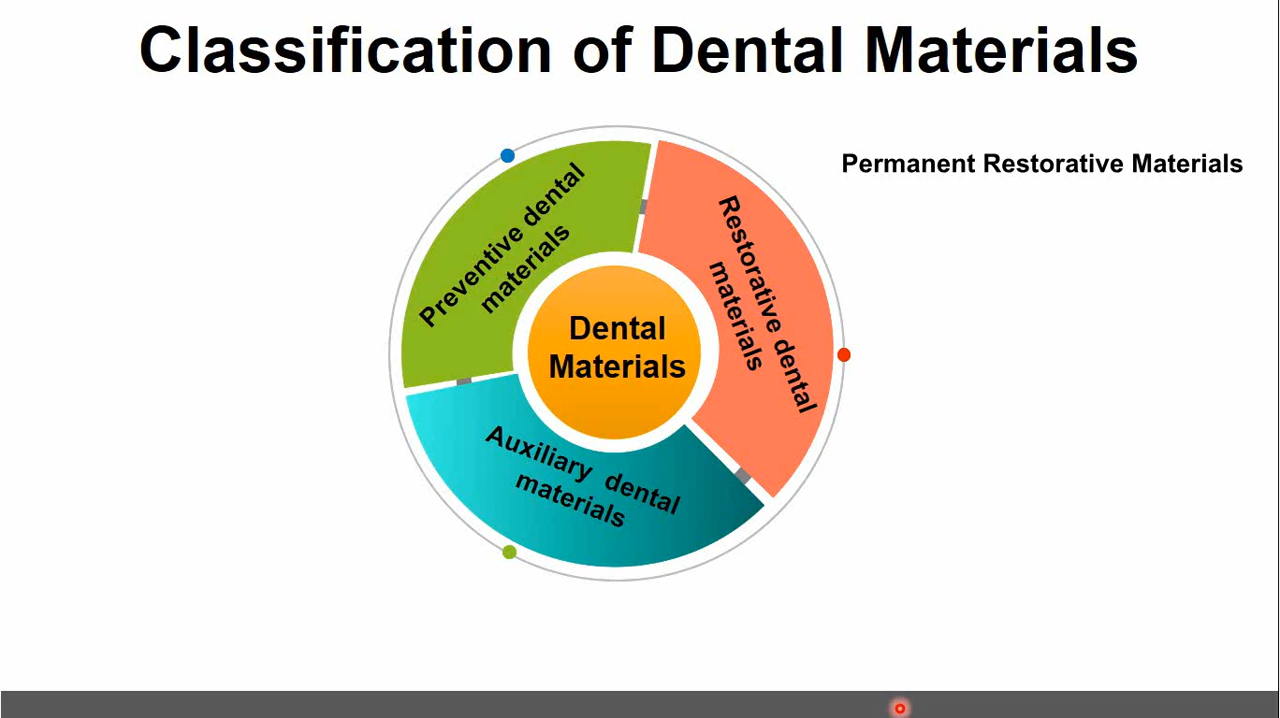 Classification of Dental Materials
Permanent Restorative Materials
Preventive dental
materials
Restorative dental
materials
Dental
Materials
Auxiliary dental
materials